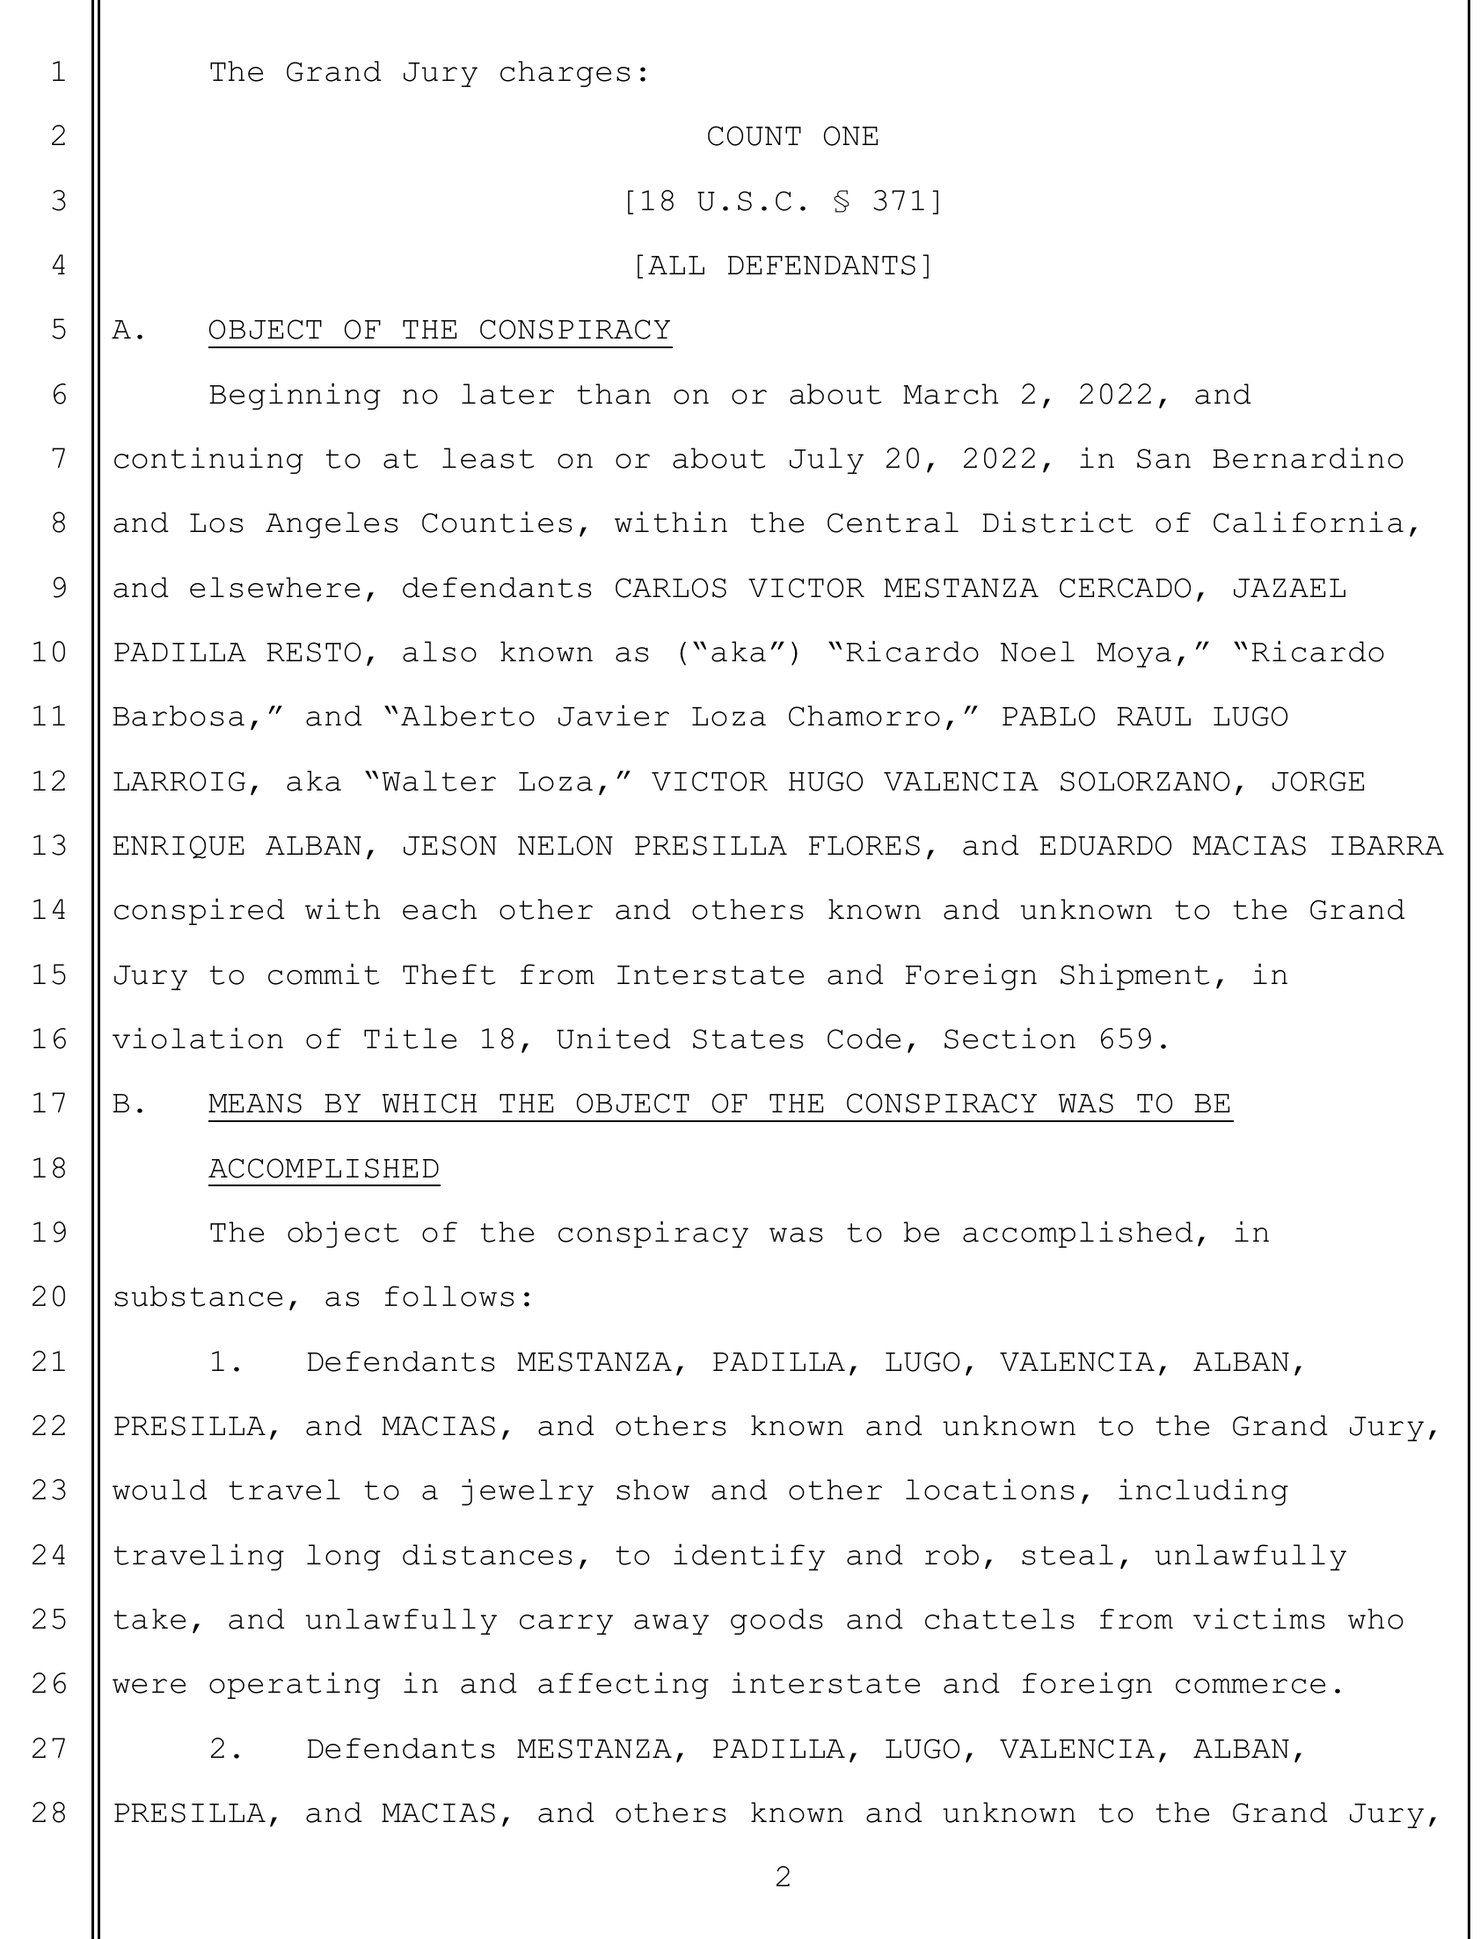 1 The Grand Jury charges:
2 COUNT ONE
3 [18 U.S.C. § 371]
4 [ALL DEFENDANTS]
5 A. OBJECT OF THE CONSPIRACY
6 Beginning no later than on or about March 2, 2022, and
7 continuing to at least on or about July 20, 2022, in San Bernardino
8 and Los Angeles Counties, within the Central District of California,
9 and elsewhere, defendants CARLOS VICTOR MESTANZA CERCADO, JAZAEL
10 PADILLA RESTO, also known as (“aka”) “Ricardo Noel Moya,” “Ricardo
11 Barbosa,” and “Alberto Javier Loza Chamorro,” PABLO RAUL LUGO
12 LARROIG, aka “Walter Loza,” VICTOR HUGO VALENCIA SOLORZANO, JORGE
13 ENRIQUE ALBAN, JESON NELON PRESILLA FLORES, and EDUARDO MACIAS IBARRA
14 conspired with each other and others known and unknown to the Grand
15 Jury to commit Theft from Interstate and Foreign Shipment, in
16 violation of Title 18, United States Code, Section 659.
17 B. MEANS BY WHICH THE OBJECT OF THE CONSPIRACY WAS TO BE
18 ACCOMPLISHED
19 The object of the conspiracy was to be accomplished, in
20 substance, as follows:
21 1. Defendants MESTANZA, PADILLA, LUGO, VALENCIA, ALBAN,
22 PRESILLA, and MACIAS, and others known and unknown to the Grand Jury,
23 would travel to a jewelry show and other locations, including
24 traveling long distances, to identify and rob, steal, unlawfully
25 take, and unlawfully carry away goods and chattels from victims who
26 were operating in and affecting interstate and foreign commerce.
27 2. Defendants MESTANZA, PADILLA, LUGO, VALENCIA, ALBAN,
28 PRESILLA, and MACIAS, and others known and unknown to the Grand Jury,
2